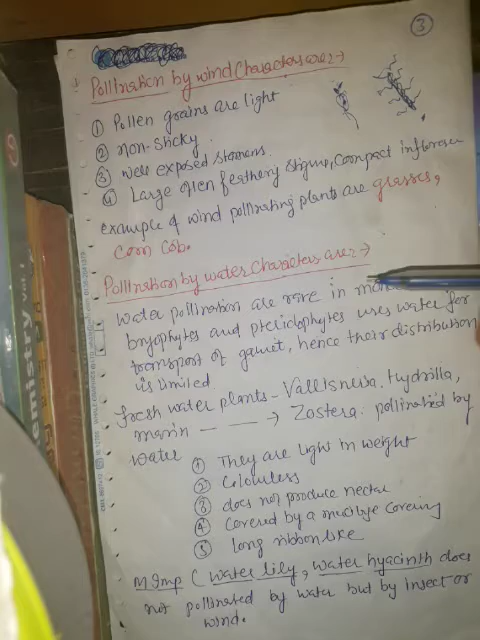 3
Pollination by wind Characters are :→
① Pollen grains are light
② non-sticky.
③ well exposed stamens.
④ Large often feathery stigma, Compact inflorescen
example of wind pollinating plants are grasses,
Corn Cob.
Pollination by water Characters are :→
water pollination are rare in
bryophytes and pteridophytes uses water for
transport of gamet, hence their distribution
is limited
fresh water plants - Vallisneria. Hydrilla,
marin — — → Zostera: pollinated by
water
① They are light in weight
② Colourless
③ does not produce nectar
④ Covered by a mucilage covering
⑤ long ribbon like
M.Imp ( water lily, water hyacinth does
not pollinated by water but by insect or
wind.